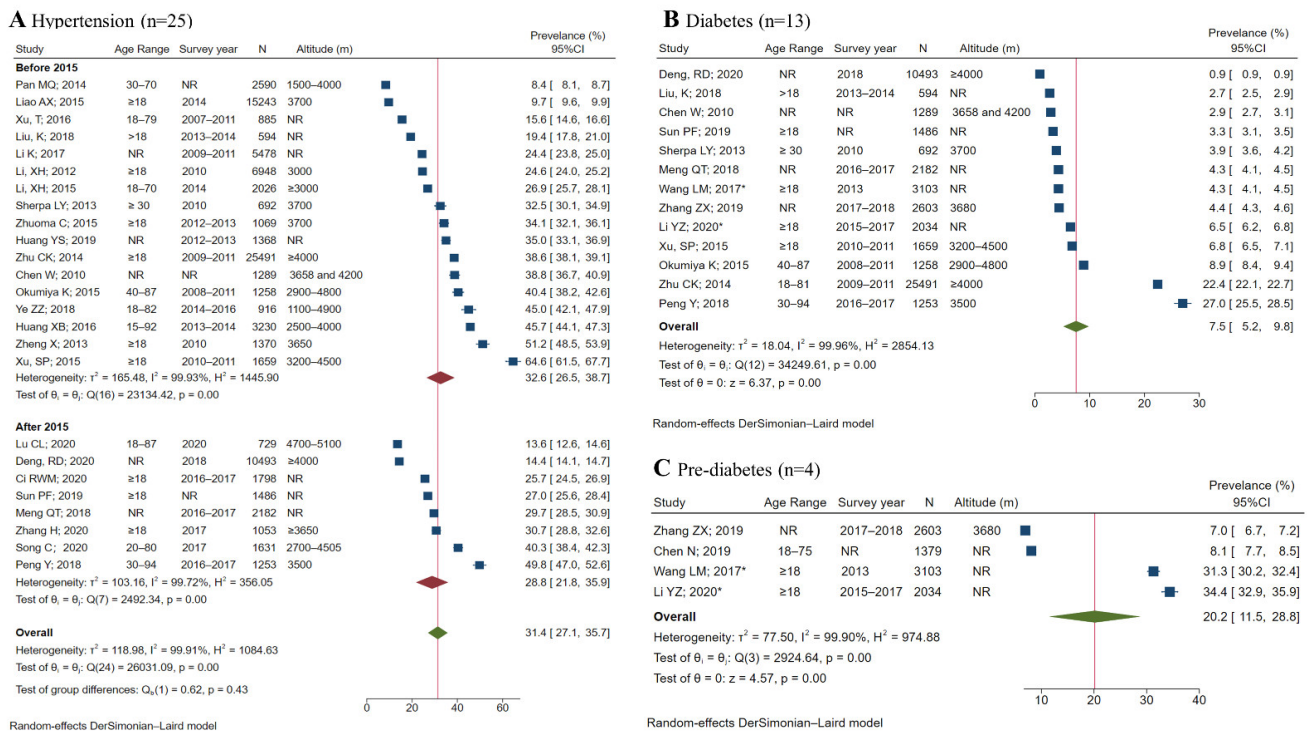 A Hypertension (n=25)
Prevelance (%)
Study Age Range Survey year N Altitude (m) 95%CI
Before 2015
Pan MQ; 2014 30–70 NR 2590 1500–4000 8.4 [ 8.1, 8.7]
Liao AX; 2015 ≥18 2014 15243 3700 9.7 [ 9.6, 9.9]
Xu, T; 2016 18–79 2007–2011 885 NR 15.6 [ 14.6, 16.6]
Liu, K; 2018 >18 2013–2014 594 NR 19.4 [ 17.8, 21.0]
Li K; 2017 NR 2009–2011 5478 NR 24.4 [ 23.8, 25.0]
Li, XH; 2012 ≥18 2010 6948 3000 24.6 [ 24.0, 25.2]
Li, XH; 2015 18–70 2014 2026 ≥3000 26.9 [ 25.7, 28.1]
Sherpa LY; 2013 ≥ 30 2010 692 3700 32.5 [ 30.1, 34.9]
Zhuoma C; 2015 ≥18 2012–2013 1069 3700 34.1 [ 32.1, 36.1]
Huang YS; 2019 NR 2012–2013 1368 NR 35.0 [ 33.1, 36.9]
Zhu CK; 2014 ≥18 2009–2011 25491 ≥4000 38.6 [ 38.1, 39.1]
Chen W; 2010 NR NR 1289 3658 and 4200 38.8 [ 36.7, 40.9]
Okumiya K; 2015 40–87 2008–2011 1258 2900–4800 40.4 [ 38.2, 42.6]
Ye ZZ; 2018 18–82 2014–2016 916 1100–4900 45.0 [ 42.1, 47.9]
Huang XB; 2016 15–92 2013–2014 3230 2500–4000 45.7 [ 44.1, 47.3]
Zheng X; 2013 ≥18 2010 1370 3650 51.2 [ 48.5, 53.9]
Xu, SP; 2015 ≥18 2010–2011 1659 3200–4500 64.6 [ 61.5, 67.7]
Heterogeneity: τ² = 165.48, I² = 99.93%, H² = 1445.90 32.6 [ 26.5, 38.7]
Test of θᵢ = θⱼ: Q(16) = 23134.42, p = 0.00
After 2015
Lu CL; 2020 18–87 2020 729 4700–5100 13.6 [ 12.6, 14.6]
Deng, RD; 2020 NR 2018 10493 ≥4000 14.4 [ 14.1, 14.7]
Ci RWM; 2020 ≥18 2016–2017 1798 NR 25.7 [ 24.5, 26.9]
Sun PF; 2019 ≥18 NR 1486 NR 27.0 [ 25.6, 28.4]
Meng QT; 2018 NR 2016–2017 2182 NR 29.7 [ 28.5, 30.9]
Zhang H; 2020 ≥18 2017 1053 ≥3650 30.7 [ 28.8, 32.6]
Song C; 2020 20–80 2017 1631 2700–4505 40.3 [ 38.4, 42.3]
Peng Y; 2018 30–94 2016–2017 1253 3500 49.8 [ 47.0, 52.6]
Heterogeneity: τ² = 103.16, I² = 99.72%, H² = 356.05 28.8 [ 21.8, 35.9]
Test of θᵢ = θⱼ: Q(7) = 2492.34, p = 0.00
Overall 31.4 [ 27.1, 35.7]
Heterogeneity: τ² = 118.98, I² = 99.91%, H² = 1084.63
Test of θᵢ = θⱼ: Q(24) = 26031.09, p = 0.00
Test of group differences: Q_b(1) = 0.62, p = 0.43
0 20 40 60
Random-effects DerSimonian–Laird model
B Diabetes (n=13)
Prevelance (%)
Study Age Range Survey year N Altitude (m) 95%CI
Deng, RD; 2020 NR 2018 10493 ≥4000 0.9 [ 0.9, 0.9]
Liu, K; 2018 >18 2013–2014 594 NR 2.7 [ 2.5, 2.9]
Chen W; 2010 NR NR 1289 3658 and 4200 2.9 [ 2.7, 3.1]
Sun PF; 2019 ≥18 NR 1486 NR 3.3 [ 3.1, 3.5]
Sherpa LY; 2013 ≥ 30 2010 692 3700 3.9 [ 3.6, 4.2]
Meng QT; 2018 NR 2016–2017 2182 NR 4.3 [ 4.1, 4.5]
Wang LM; 2017* ≥18 2013 3103 NR 4.3 [ 4.1, 4.5]
Zhang ZX; 2019 NR 2017–2018 2603 3680 4.4 [ 4.3, 4.6]
Li YZ; 2020* ≥18 2015–2017 2034 NR 6.5 [ 6.2, 6.8]
Xu, SP; 2015 ≥18 2010–2011 1659 3200–4500 6.8 [ 6.5, 7.1]
Okumiya K; 2015 40–87 2008–2011 1258 2900–4800 8.9 [ 8.4, 9.4]
Zhu CK; 2014 18–81 2009–2011 25491 ≥4000 22.4 [ 22.1, 22.7]
Peng Y; 2018 30–94 2016–2017 1253 3500 27.0 [ 25.5, 28.5]
Overall 7.5 [ 5.2, 9.8]
Heterogeneity: τ² = 18.04, I² = 99.96%, H² = 2854.13
Test of θᵢ = θⱼ: Q(12) = 34249.61, p = 0.00
Test of θ = 0: z = 6.37, p = 0.00
0 10 20 30
Random-effects DerSimonian–Laird model
C Pre-diabetes (n=4)
Prevelance (%)
Study Age Range Survey year N Altitude (m) 95%CI
Zhang ZX; 2019 NR 2017–2018 2603 3680 7.0 [ 6.7, 7.2]
Chen N; 2019 18–75 NR 1379 NR 8.1 [ 7.7, 8.5]
Wang LM; 2017* ≥18 2013 3103 NR 31.3 [ 30.2, 32.4]
Li YZ; 2020* ≥18 2015–2017 2034 NR 34.4 [ 32.9, 35.9]
Overall 20.2 [ 11.5, 28.8]
Heterogeneity: τ² = 77.50, I² = 99.90%, H² = 974.88
Test of θᵢ = θⱼ: Q(3) = 2924.64, p = 0.00
Test of θ = 0: z = 4.57, p = 0.00
10 20 30 40
Random-effects DerSimonian–Laird model